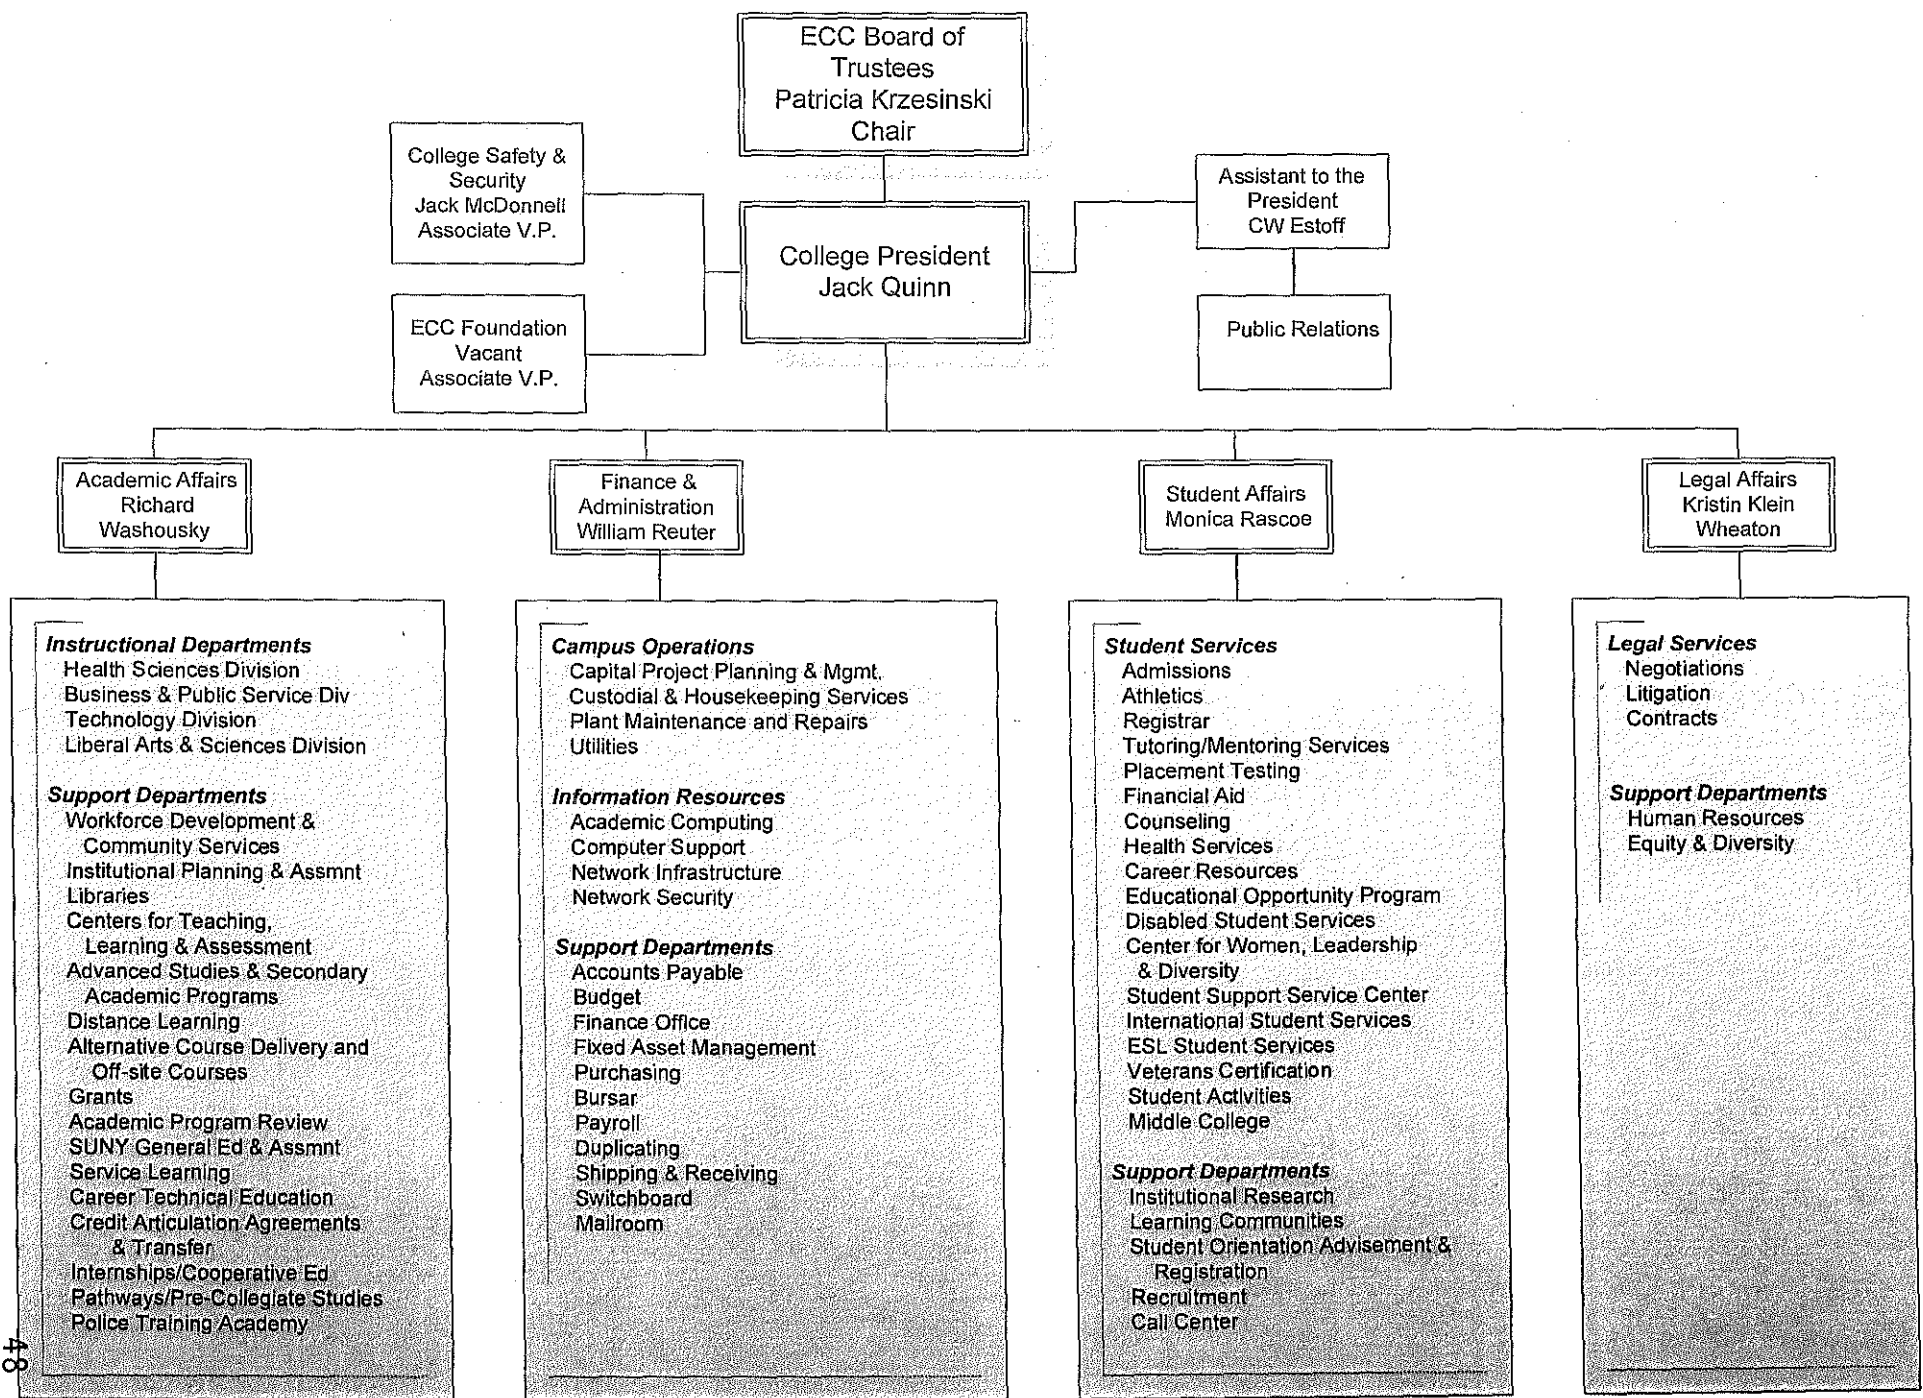 ECC Board of
Trustees
Patricia Krzesinski
Chair
College Safety &
Security
Jack McDonnell
Associate V.P.
Assistant to the
President
CW Estoff
College President
Jack Quinn
ECC Foundation
Vacant
Associate V.P.
Public Relations
Academic Affairs
Richard
Washousky
Finance &
Administration
William Reuter
Student Affairs
Monica Rascoe
Legal Affairs
Kristin Klein
Wheaton
Instructional Departments
Health Sciences Division
Business & Public Service Div
Technology Division
Liberal Arts & Sciences Division
Support Departments
Workforce Development &
Community Services
Institutional Planning & Assmnt
Libraries
Centers for Teaching,
Learning & Assessment
Advanced Studies & Secondary
Academic Programs
Distance Learning
Alternative Course Delivery and
Off-site Courses
Grants
Academic Program Review
SUNY General Ed & Assmnt
Service Learning
Career Technical Education
Credit Articulation Agreements
& Transfer
Internships/Cooperative Ed
Pathways/Pre-Collegiate Studies
Police Training Academy
Campus Operations
Capital Project Planning & Mgmt.
Custodial & Housekeeping Services
Plant Maintenance and Repairs
Utilities
Information Resources
Academic Computing
Computer Support
Network Infrastructure
Network Security
Support Departments
Accounts Payable
Budget
Finance Office
Fixed Asset Management
Purchasing
Bursar
Payroll
Duplicating
Shipping & Receiving
Switchboard
Mailroom
Student Services
Admissions
Athletics
Registrar
Tutoring/Mentoring Services
Placement Testing
Financial Aid
Counseling
Health Services
Career Resources
Educational Opportunity Program
Disabled Student Services
Center for Women, Leadership
& Diversity
Student Support Service Center
International Student Services
ESL Student Services
Veterans Certification
Student Activities
Middle College
Support Departments
Institutional Research
Learning Communities
Student Orientation Advisement &
Registration
Recruitment
Call Center
Legal Services
Negotiations
Litigation
Contracts
Support Departments
Human Resources
Equity & Diversity
48